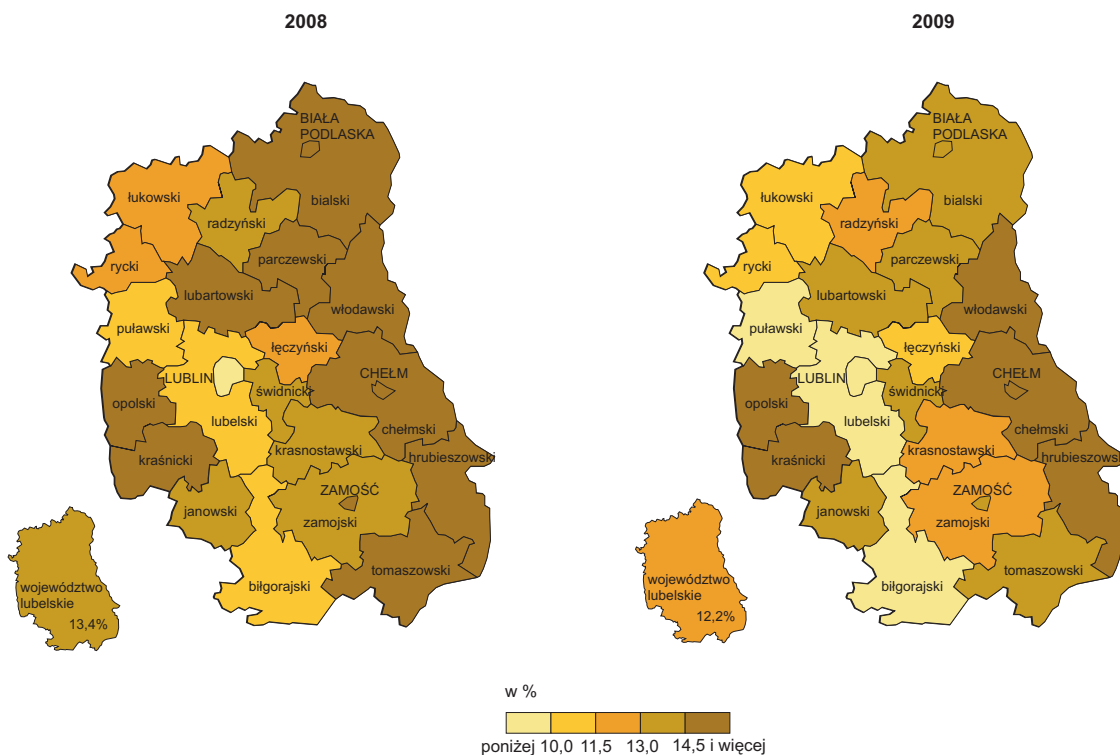 2008
BIAŁA
PODLASKA
łukowski
radzyński
bialski
rycki
parczewski
lubartowski
włodawski
puławski
łęczyński
LUBLIN
CHEŁM
świdnicki
opolski
lubelski
chełmski
krasnostawski
hrubieszowski
kraśnicki
ZAMOŚĆ
janowski
zamojski
tomaszowski
biłgorajski
województwo
lubelskie
13,4%
2009
BIAŁA
PODLASKA
łukowski
radzyński
bialski
rycki
parczewski
lubartowski
włodawski
puławski
łęczyński
LUBLIN
CHEŁM
świdnicki
opolski
lubelski
chełmski
krasnostawski
hrubieszowski
kraśnicki
ZAMOŚĆ
janowski
zamojski
tomaszowski
biłgorajski
województwo
lubelskie
12,2%
w %
poniżej 10,0 11,5 13,0 14,5 i więcej